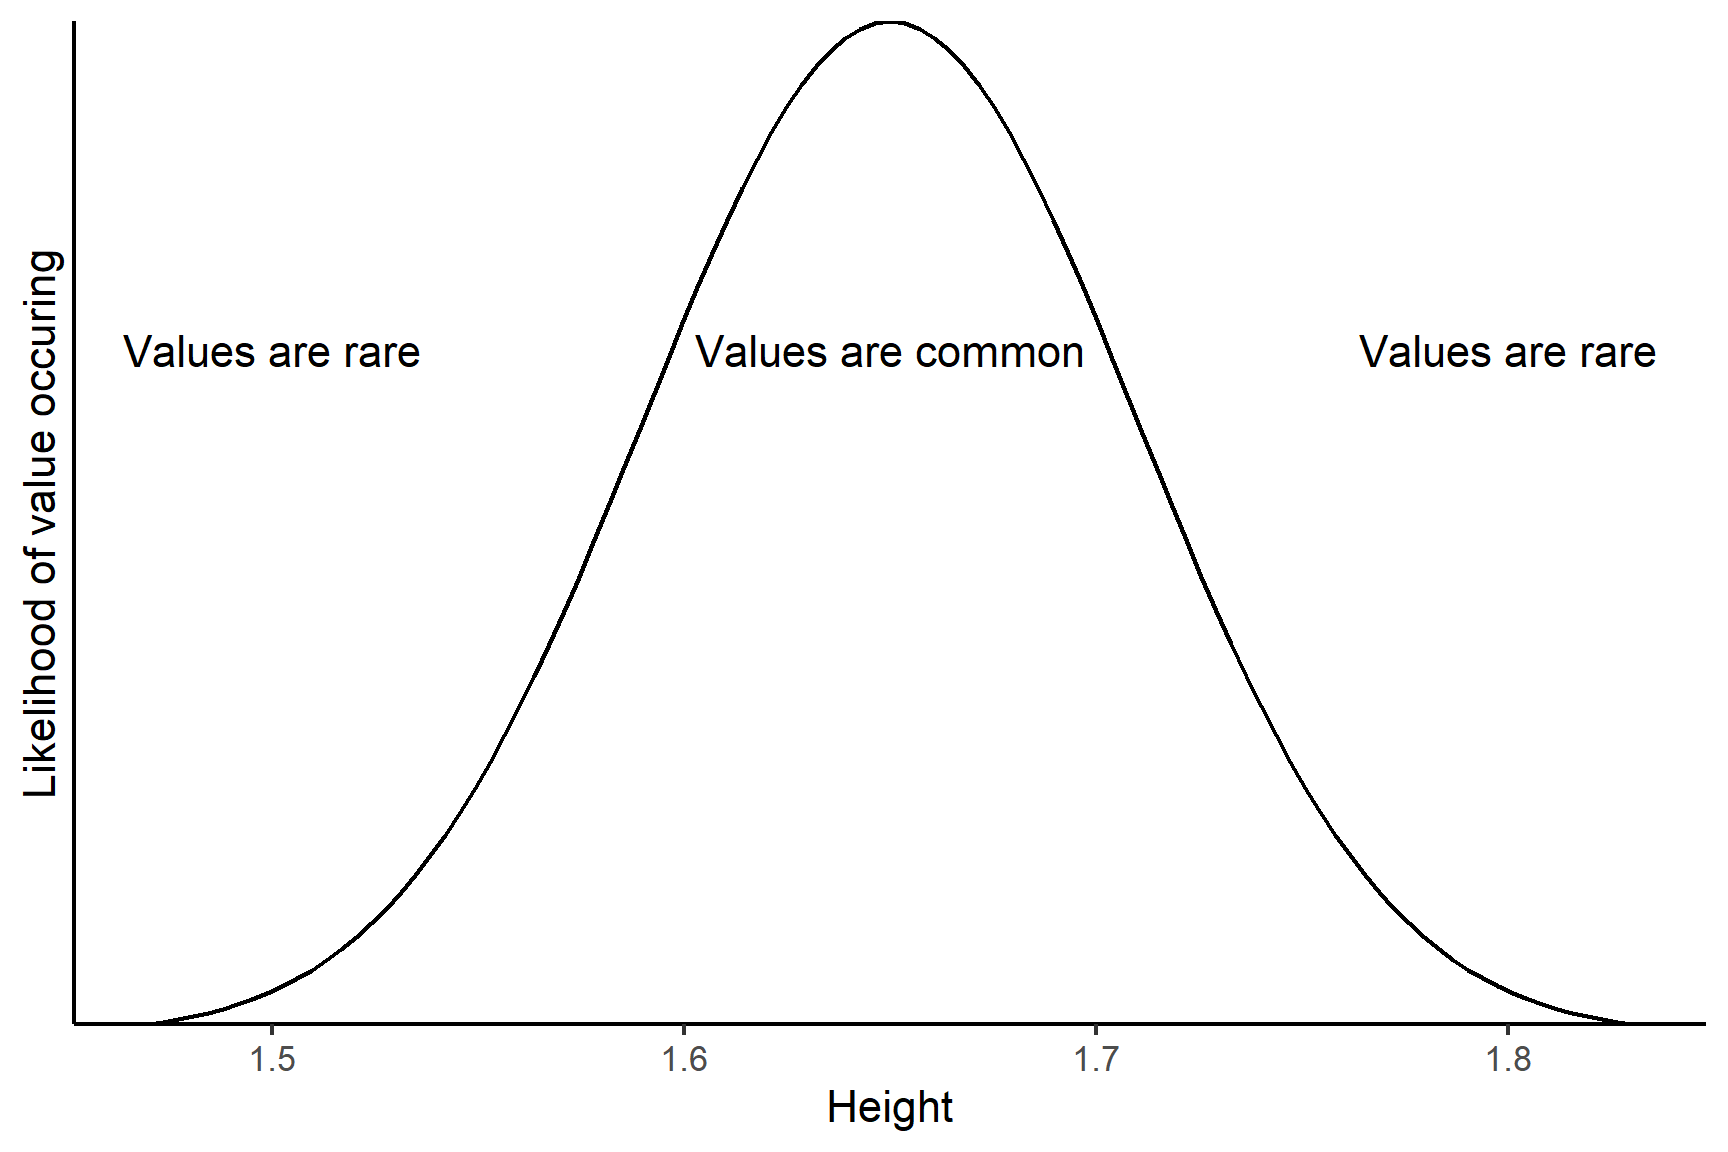 Likelihood of value occuring
Values are rare
Values are common
Values are rare
1.5
1.6
1.7
1.8
Height